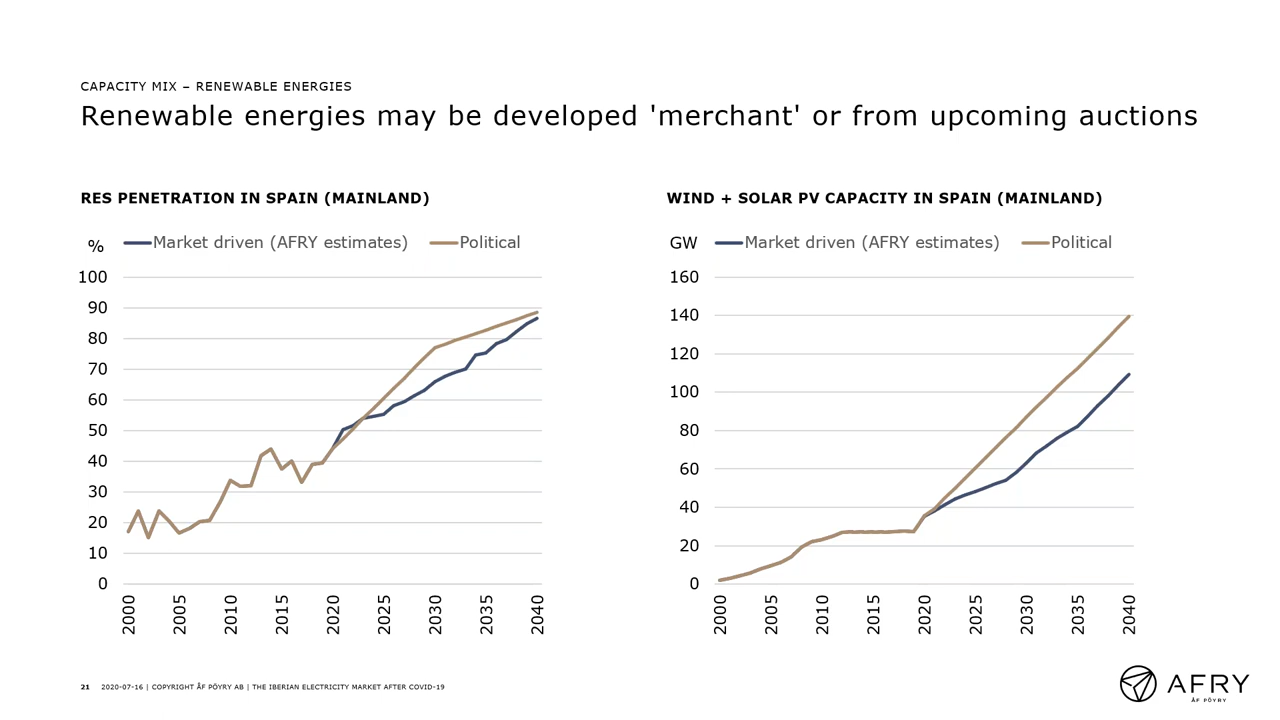 CAPACITY MIX – RENEWABLE ENERGIES
Renewable energies may be developed 'merchant' or from upcoming auctions
RES PENETRATION IN SPAIN (MAINLAND)
% Market driven (AFRY estimates) Political
100
90
80
70
60
50
40
30
20
10
0
2000 2005 2010 2015 2020 2025 2030 2035 2040
WIND + SOLAR PV CAPACITY IN SPAIN (MAINLAND)
GW Market driven (AFRY estimates) Political
160
140
120
100
80
60
40
20
0
2000 2005 2010 2015 2020 2025 2030 2035 2040
21 2020-07-16 | COPYRIGHT ÅF PÖYRY AB | THE IBERIAN ELECTRICITY MARKET AFTER COVID-19
AFRY
ÅF PÖYRY